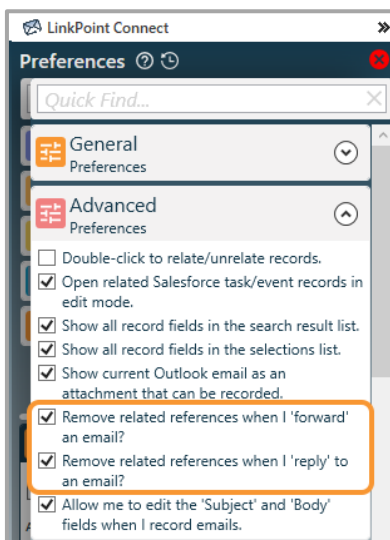 LinkPoint Connect
Preferences
Quick Find...
General
Preferences
Advanced
Preferences
Double-click to relate/unrelate records.
Open related Salesforce task/event records in
edit mode.
Show all record fields in the search result list.
Show all record fields in the selections list.
Show current Outlook email as an
attachment that can be recorded.
Remove related references when I 'forward'
an email?
Remove related references when I 'reply' to
an email?
Allow me to edit the 'Subject' and 'Body'
fields when I record emails.